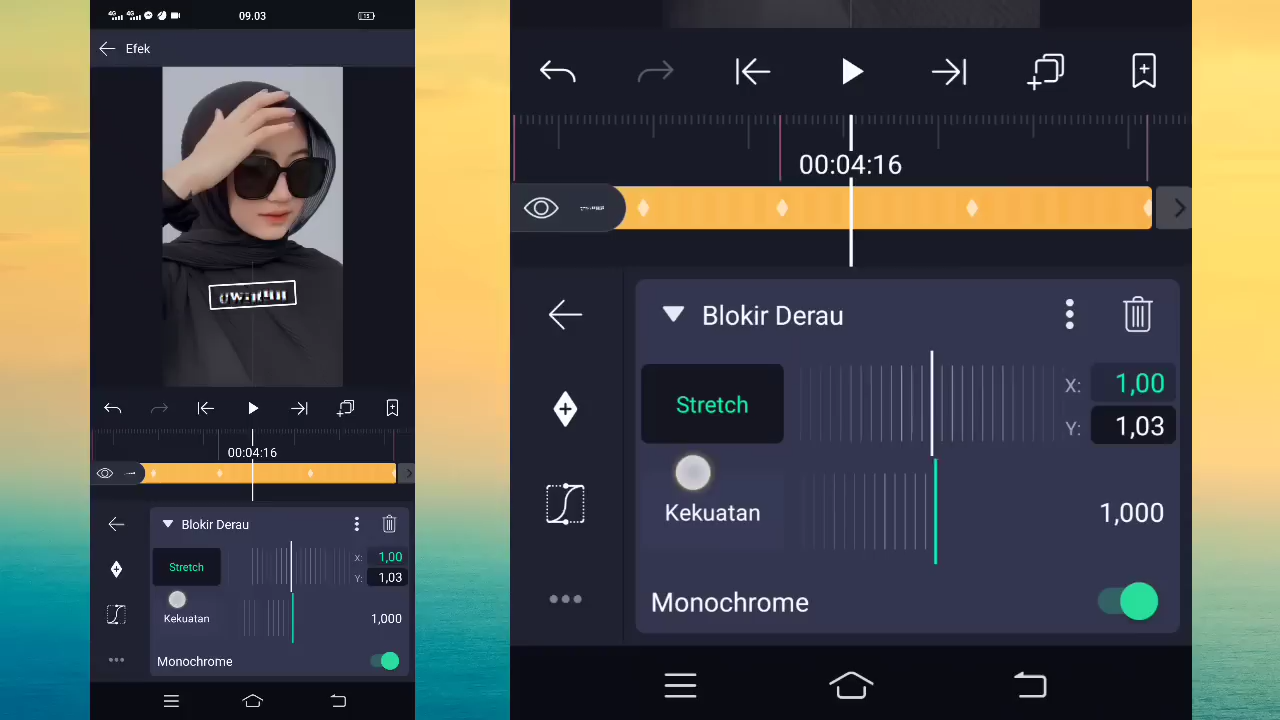 09.03
Efek
00:04:16
Blokir Derau
Stretch
X: 1,00
Y: 1,03
Kekuatan
1,000
Monochrome
00:04:16
Blokir Derau
Stretch
X: 1,00
Y: 1,03
Kekuatan
1,000
Monochrome